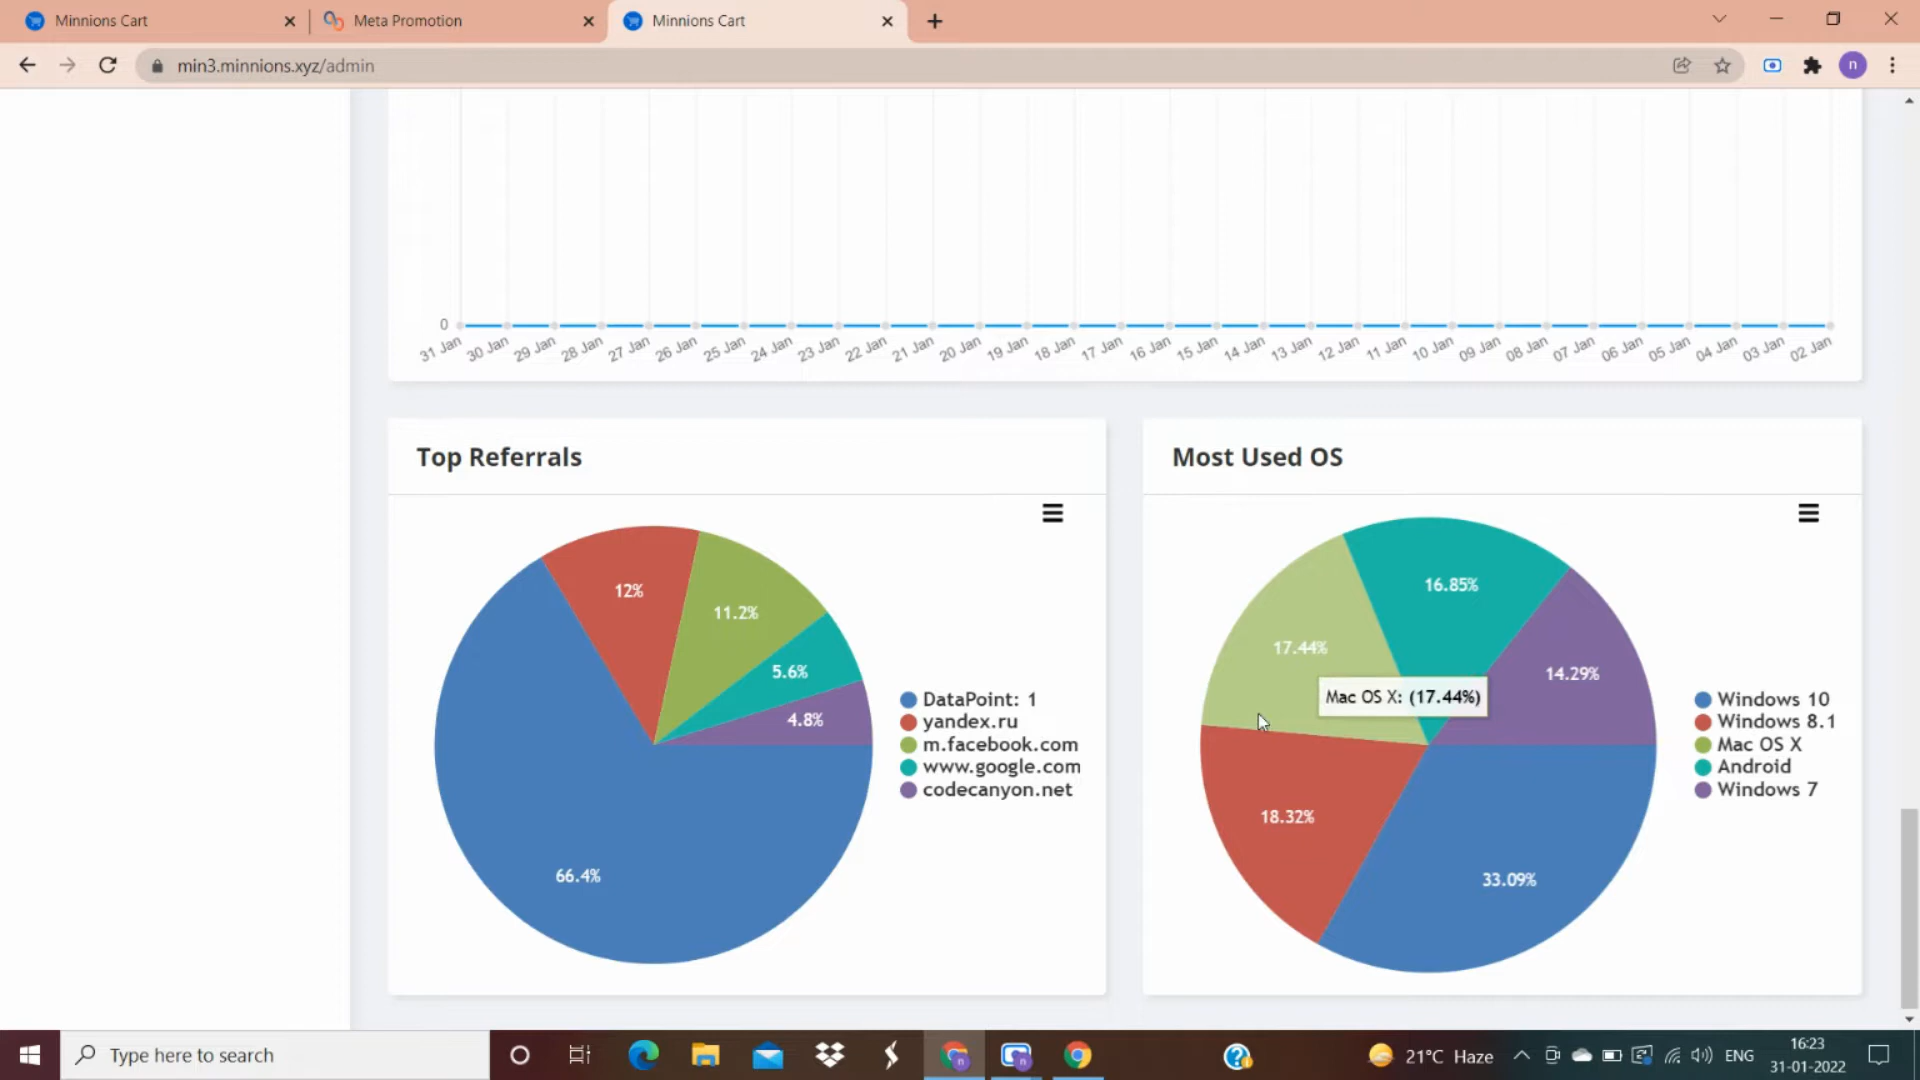 Minnions Cart
Meta Promotion
Minnions Cart
min3.minnions.xyz/admin
n
0
31 Jan 30 Jan 29 Jan 28 Jan 27 Jan 26 Jan 25 Jan 24 Jan 23 Jan 22 Jan 21 Jan 20 Jan 19 Jan 18 Jan 17 Jan 16 Jan 15 Jan 14 Jan 13 Jan 12 Jan 11 Jan 10 Jan 09 Jan 08 Jan 07 Jan 06 Jan 05 Jan 04 Jan 03 Jan 02 Jan
Top Referrals
12%
11.2%
5.6%
4.8%
66.4%
DataPoint: 1
yandex.ru
m.facebook.com
www.google.com
codecanyon.net
Most Used OS
16.85%
17.44%
14.29%
Mac OS X: (17.44%)
18.32%
33.09%
Windows 10
Windows 8.1
Mac OS X
Android
Windows 7
Type here to search
21°C Haze
ENG
16:23
31-01-2022